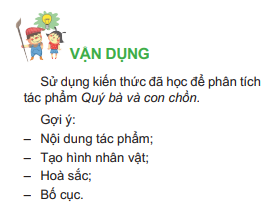 VẬN DỤNG
Sử dụng kiến thức đã học để phân tích
tác phẩm Quý bà và con chồn.
Gợi ý:
– Nội dung tác phẩm;
– Tạo hình nhân vật;
– Hoà sắc;
– Bố cục.